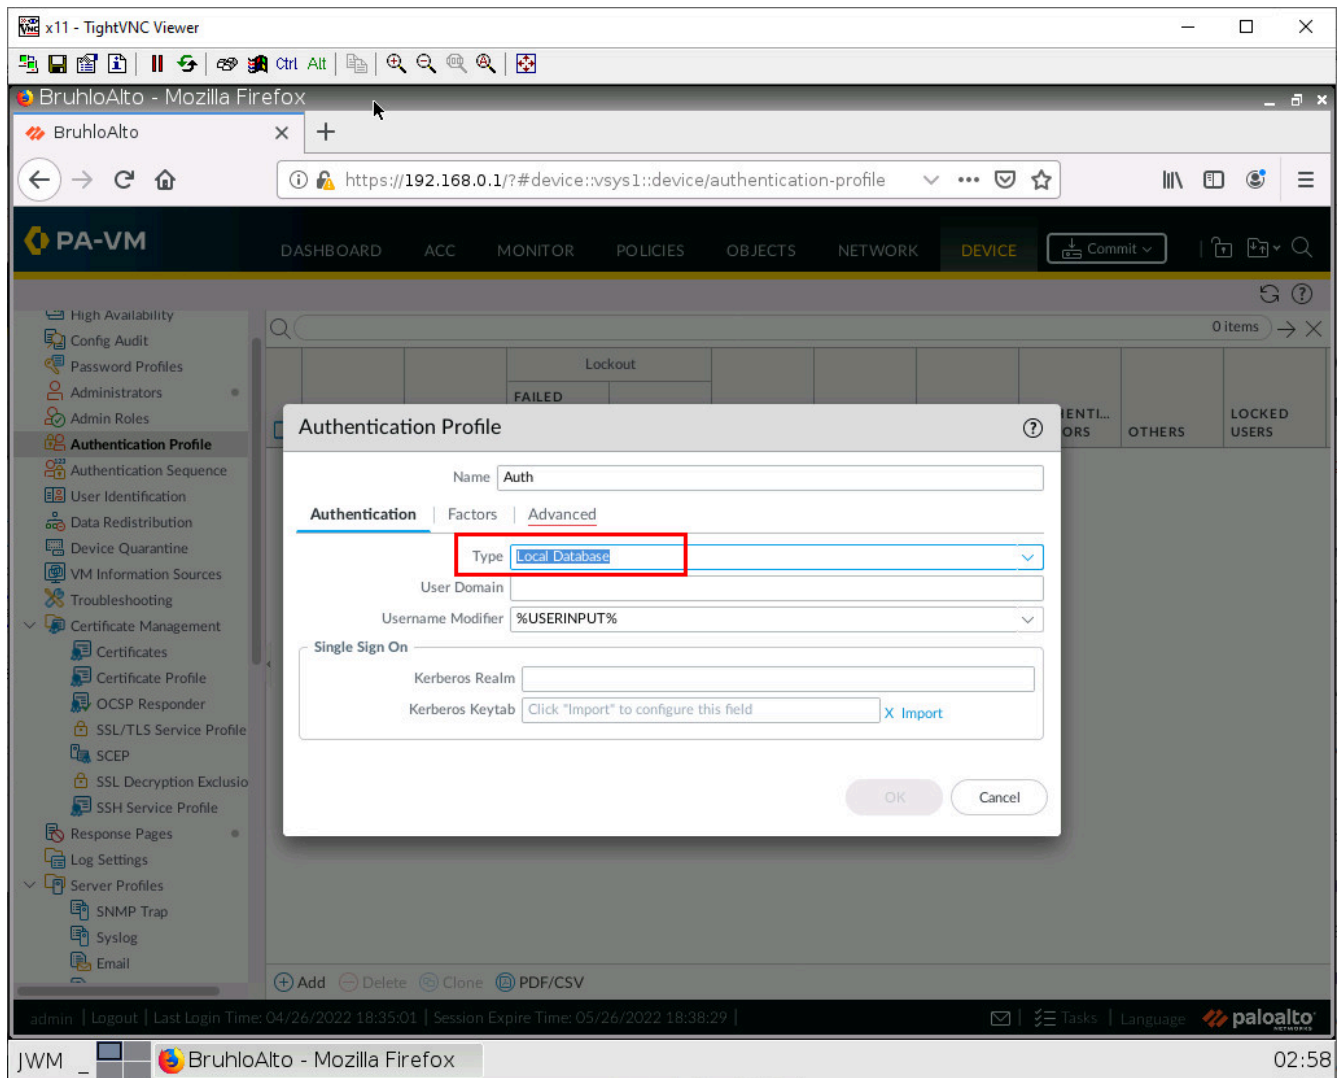 x11 - TightVNC Viewer
Ctrl Alt
BruhloAlto - Mozilla Firefox
BruhloAlto
https://192.168.0.1/?#device::vsys1::device/authentication-profile
PA-VM
DASHBOARD ACC MONITOR POLICIES OBJECTS NETWORK DEVICE Commit
High Availability
0 items
Config Audit
Password Profiles
Administrators
Admin Roles
Authentication Profile
Authentication Sequence
User Identification
Data Redistribution
Device Quarantine
VM Information Sources
Troubleshooting
Certificate Management
Certificates
Certificate Profile
OCSP Responder
SSL/TLS Service Profile
SCEP
SSL Decryption Exclusio
SSH Service Profile
Response Pages
Log Settings
Server Profiles
SNMP Trap
Syslog
Email
Lockout
FAILED
IENTI...
ORS
OTHERS
LOCKED
USERS
Authentication Profile
Name Auth
Authentication Factors Advanced
Type Local Database
User Domain
Username Modifier %USERINPUT%
Single Sign On
Kerberos Realm
Kerberos Keytab Click "Import" to configure this field X Import
OK Cancel
Add Delete Clone PDF/CSV
admin | Logout | Last Login Time: 04/26/2022 18:35:01 | Session Expire Time: 05/26/2022 18:38:29 |
Tasks | Language paloalto
NETWORKS
JWM BruhloAlto - Mozilla Firefox 02:58